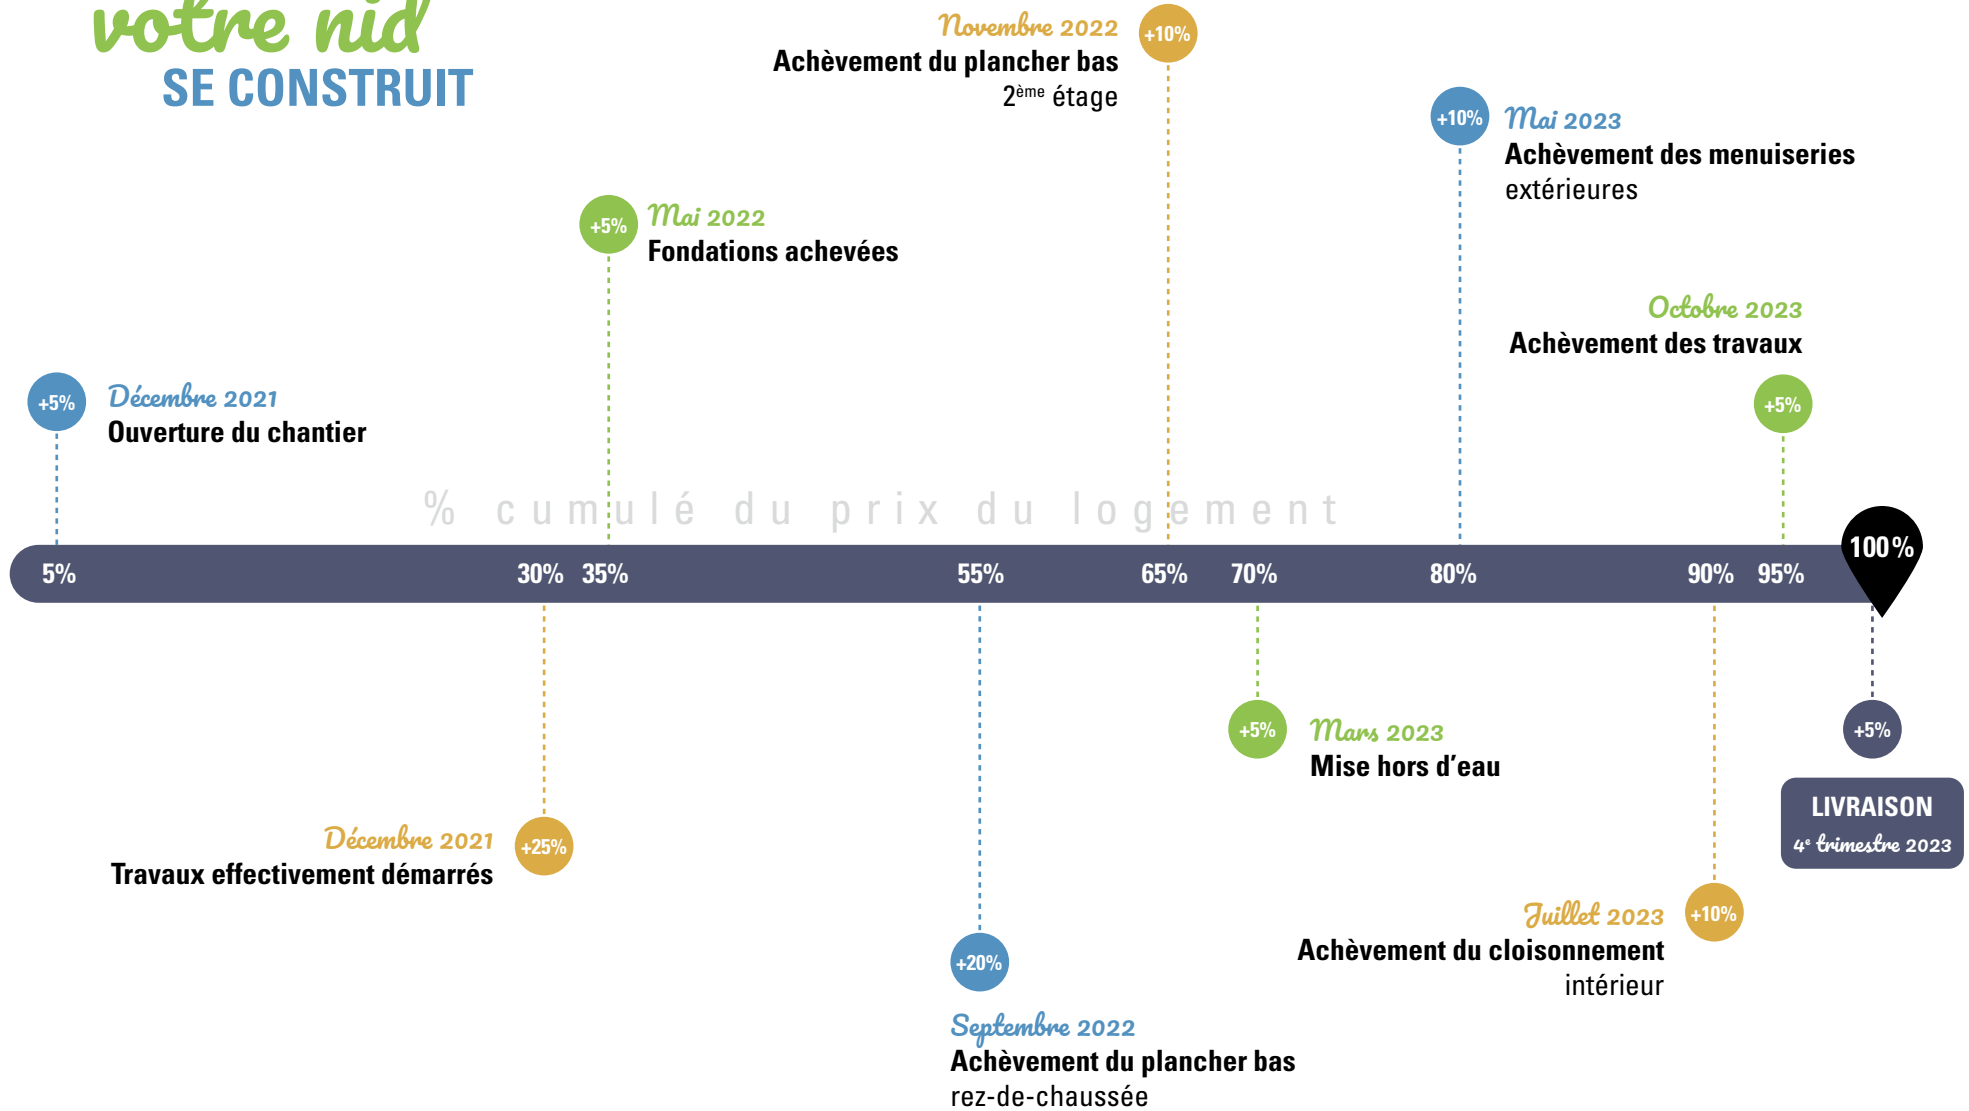 votre nid
SE CONSTRUIT
Novembre 2022
+10%
Achèvement du plancher bas
2ème étage
+10%
Mai 2023
Achèvement des menuiseries
extérieures
+5%
Mai 2022
Fondations achevées
Octobre 2023
Achèvement des travaux
+5%
+5%
Décembre 2021
Ouverture du chantier
% cumulé du prix du logement
5% 30% 35% 55% 65% 70% 80% 90% 95% 100%
+5%
Mars 2023
Mise hors d’eau
+5%
LIVRAISON
4e trimestre 2023
Décembre 2021
+25%
Travaux effectivement démarrés
Juillet 2023
+10%
Achèvement du cloisonnement
intérieur
+20%
Septembre 2022
Achèvement du plancher bas
rez-de-chaussée